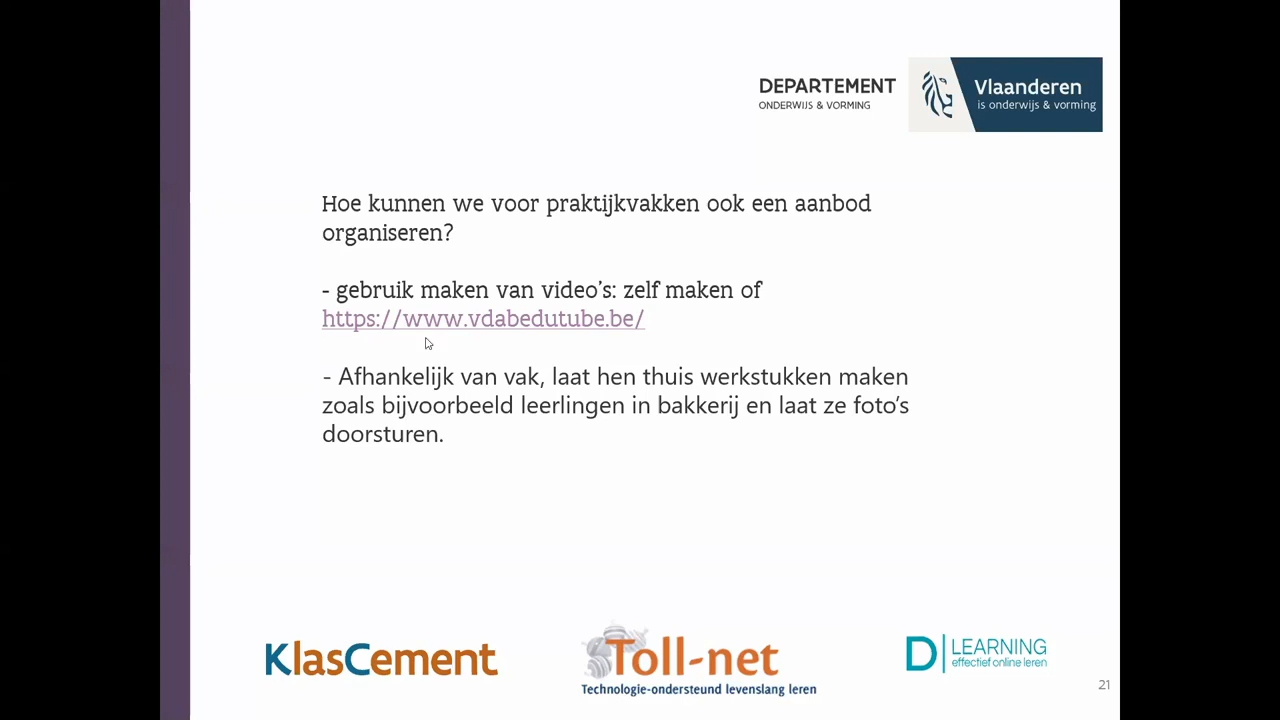 DEPARTEMENT
ONDERWIJS & VORMING
Vlaanderen
is onderwijs & vorming
Hoe kunnen we voor praktijkvakken ook een aanbod
organiseren?
- gebruik maken van video's: zelf maken of
https://www.vdabedutube.be/
- Afhankelijk van vak, laat hen thuis werkstukken maken
zoals bijvoorbeeld leerlingen in bakkerij en laat ze foto's
doorsturen.
KlasCement
Toll-net
Technologie-ondersteund levenslang leren
D LEARNING
effectief online leren
21